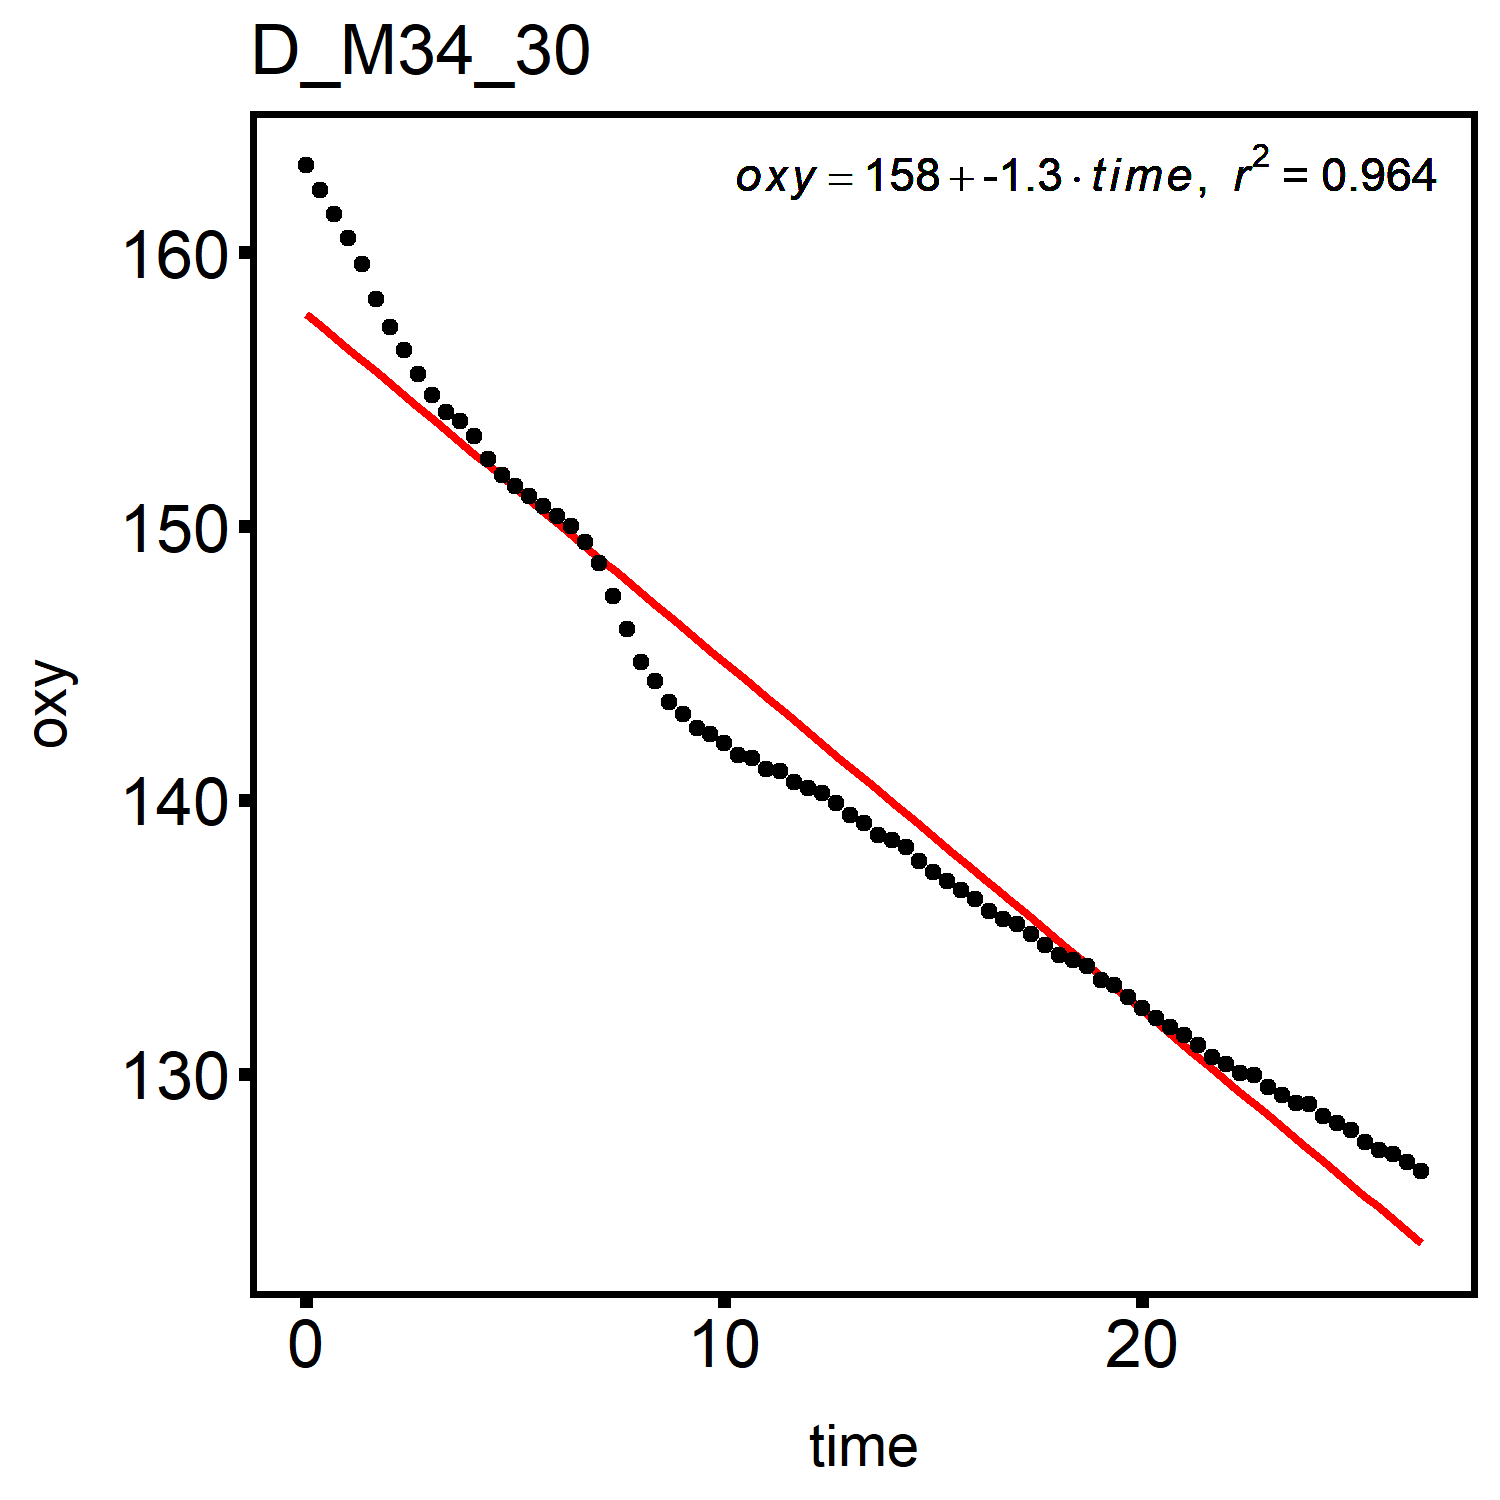 D_M34_30
oxy = 158 + -1.3 · time, r² = 0.964
160
150
140
130
oxy
0 10 20
time